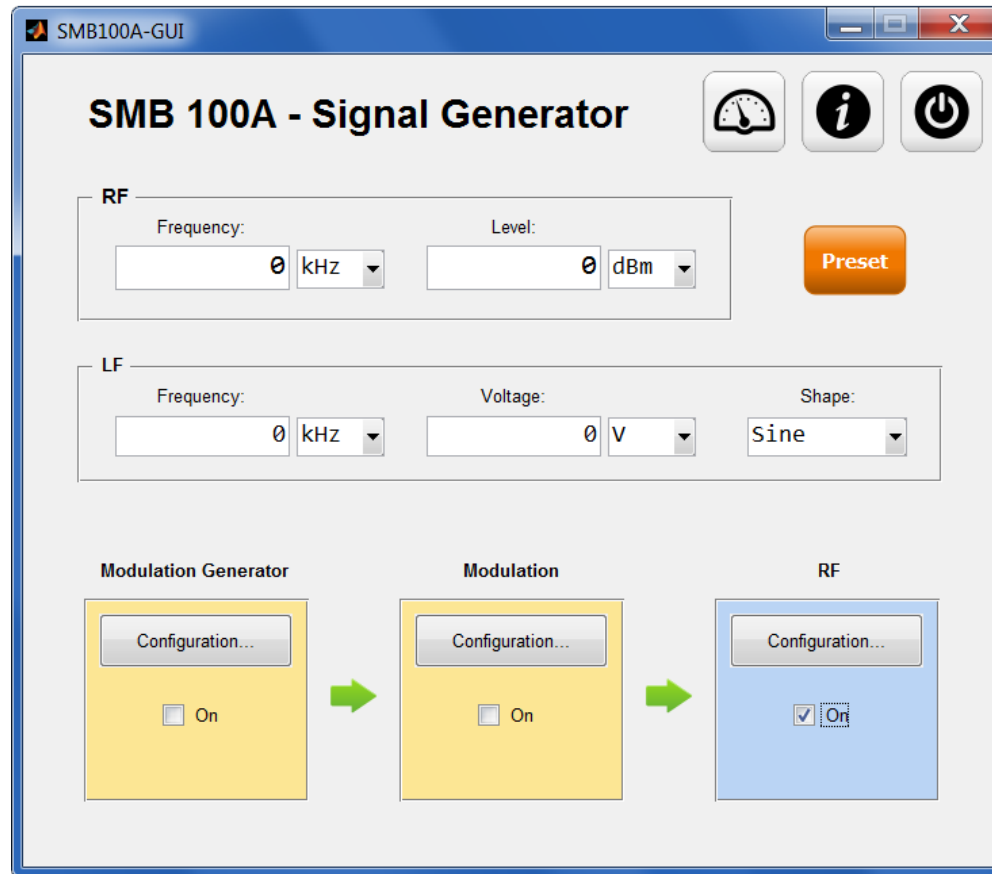 SMB100A-GUI
SMB 100A - Signal Generator
i
RF
Frequency: Level:
0 kHz 0 dBm
Preset
LF
Frequency: Voltage: Shape:
0 kHz 0 V Sine
Modulation Generator Modulation RF
Configuration... Configuration... Configuration...
On On On